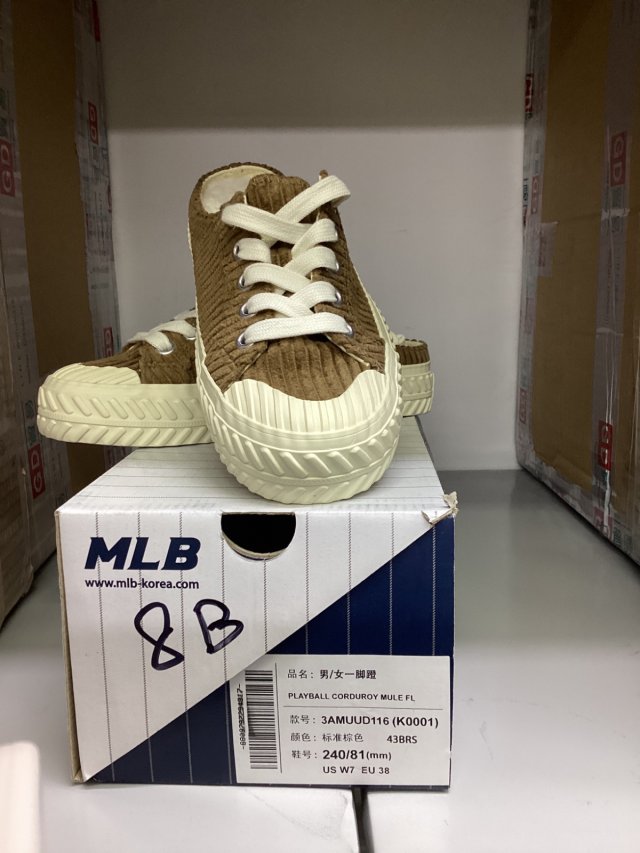 MLB
www.mlb-korea.com
8B
品名：男/女一脚蹬
PLAYBALL CORDUROY MULE FL
款号：3AMUUD116 (K0001)
颜色：标准棕色 43BRS
鞋号：240/81(mm)
US W7 EU 38